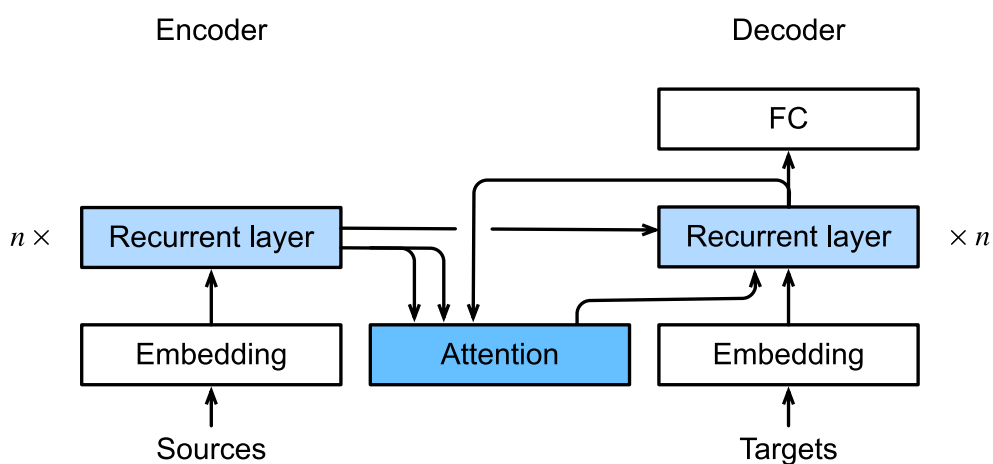 Encoder
Decoder
FC
n ×
Recurrent layer
Recurrent layer
× n
Embedding
Attention
Embedding
Sources
Targets